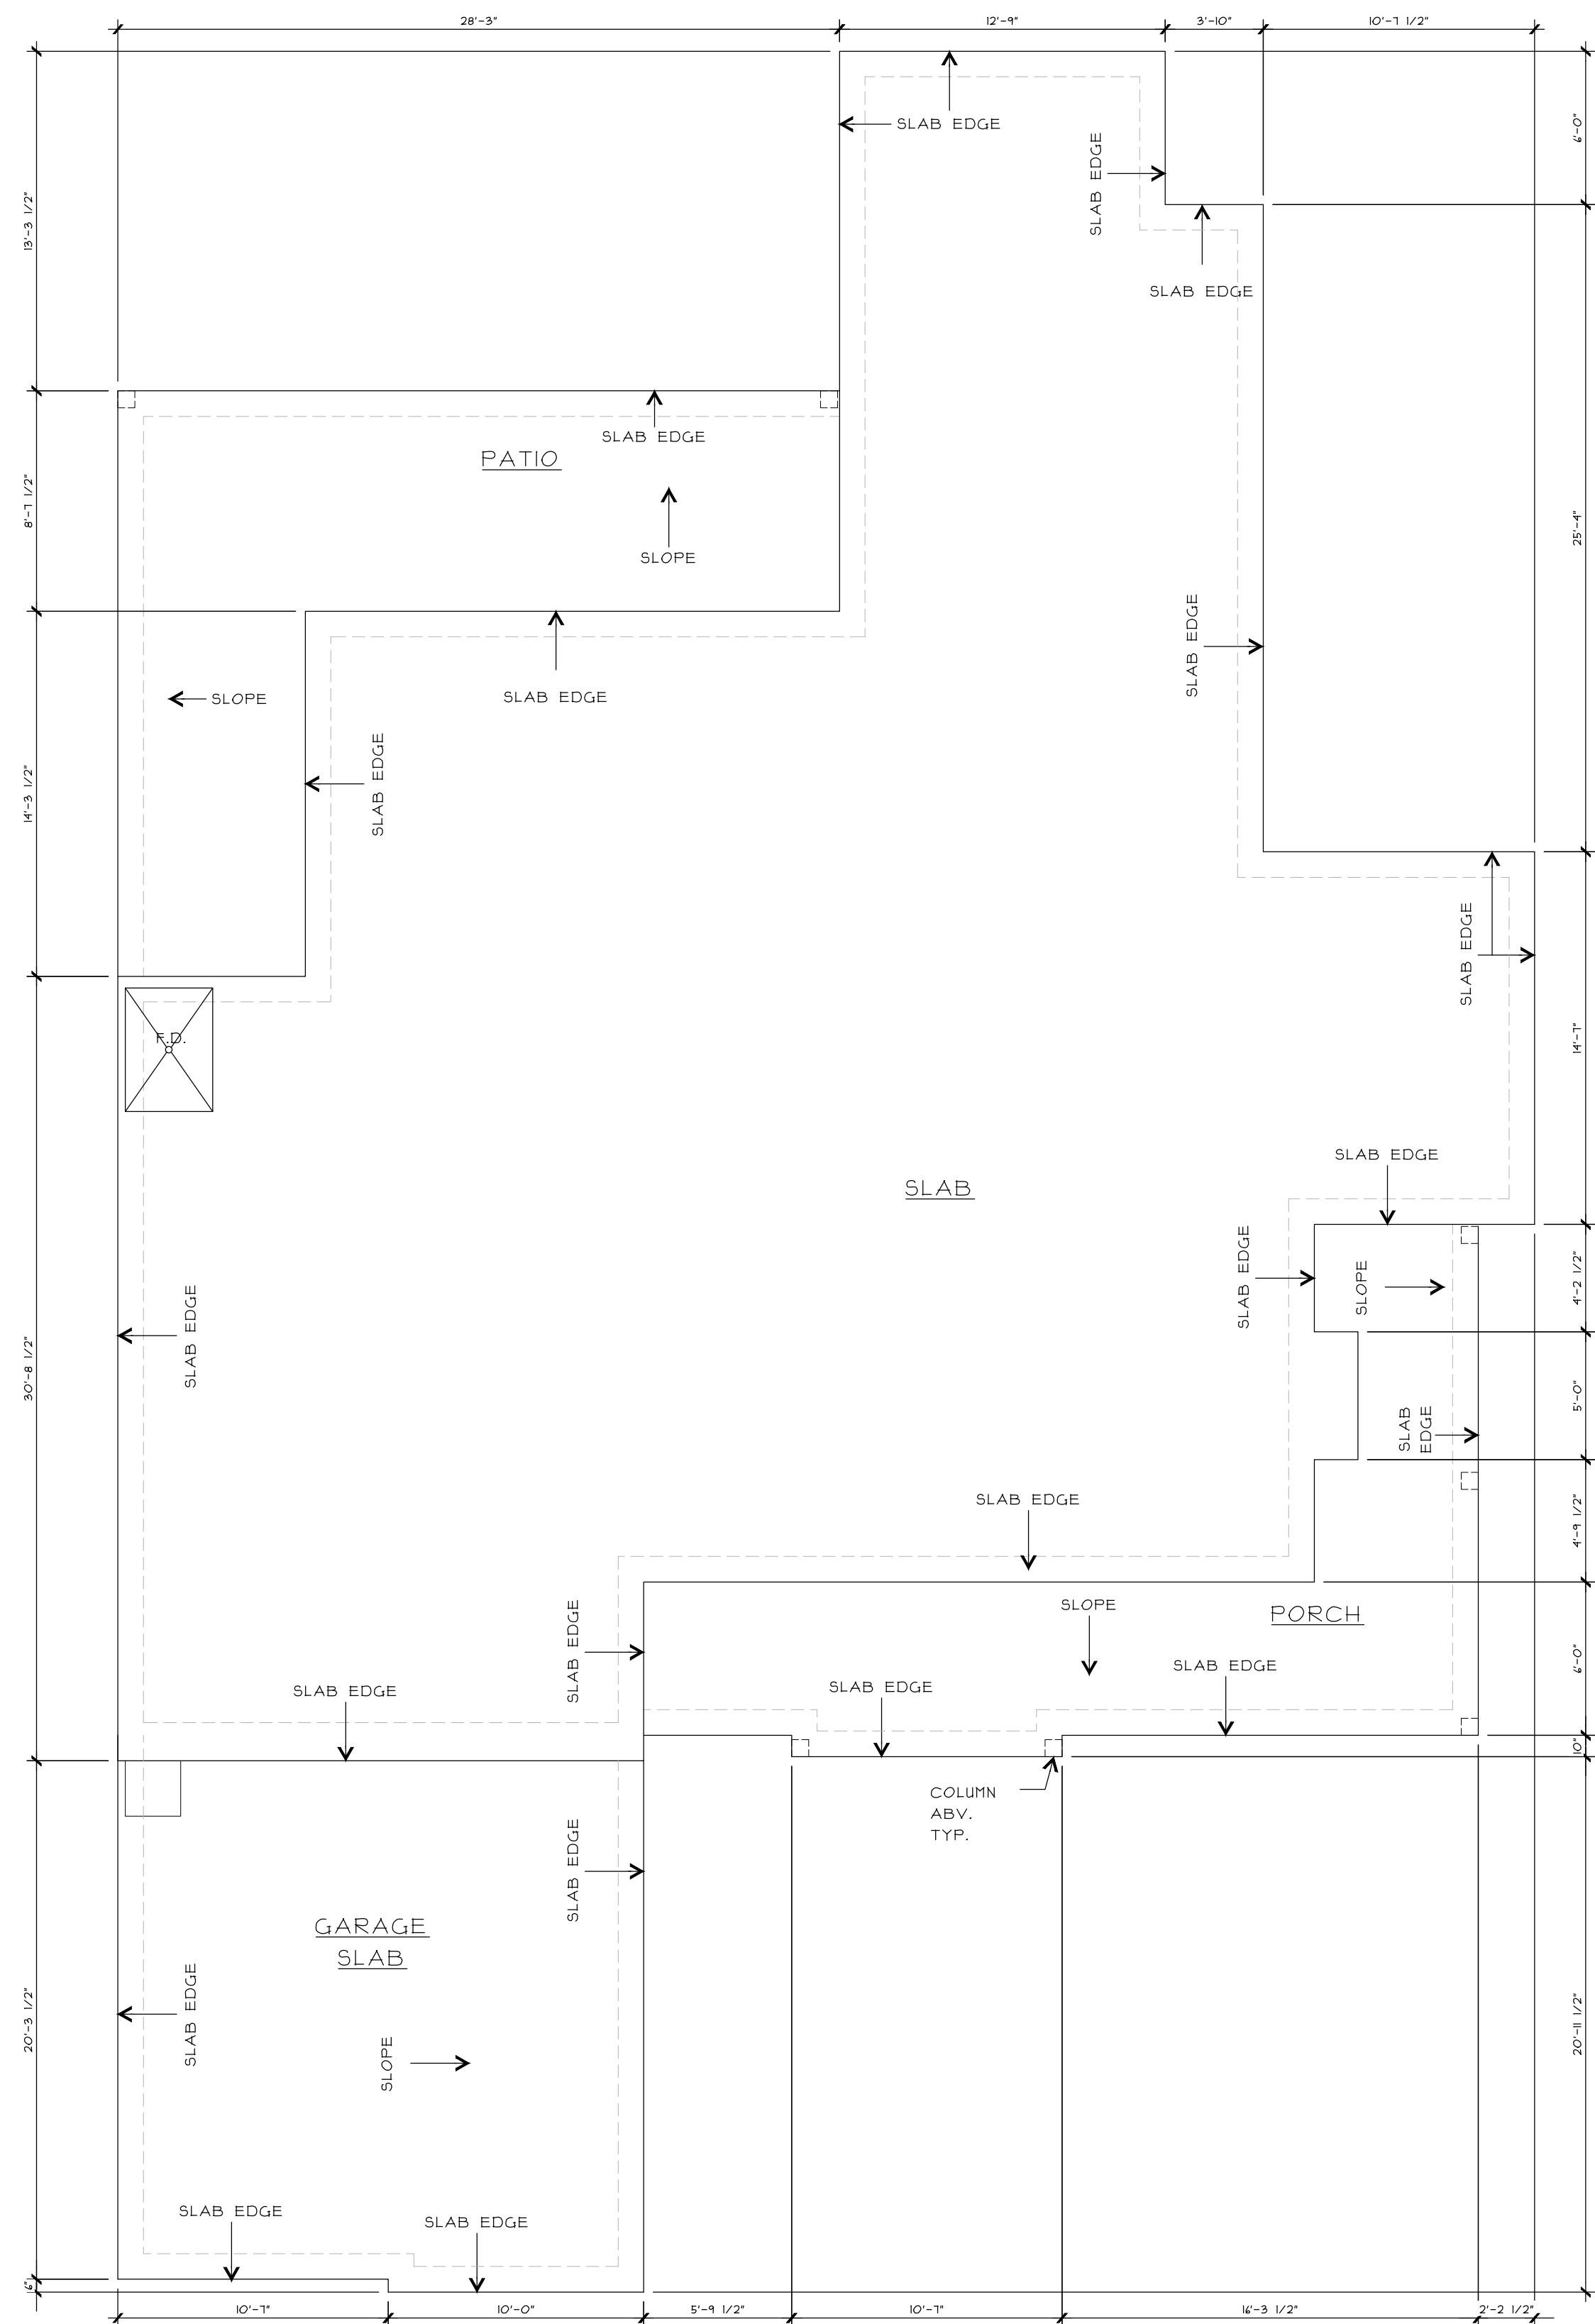 28'-3"
12'-9"
3'-10"
10'-7 1/2"
SLAB EDGE
SLAB EDGE
6'-0"
13'-3 1/2"
SLAB EDGE
SLAB EDGE
PATIO
8'-7 1/2"
25'-4"
SLOPE
SLAB EDGE
SLAB EDGE
SLOPE
SLAB EDGE
14'-3 1/2"
SLAB EDGE
F.D.
14'-7"
SLAB EDGE
SLAB
SLAB EDGE
SLOPE
4'-2 1/2"
SLAB EDGE
30'-8 1/2"
5'-0"
SLAB
EDGE
SLAB EDGE
4'-9 1/2"
SLOPE
PORCH
SLAB EDGE
6'-0"
SLAB EDGE
SLAB EDGE
SLAB EDGE
10"
COLUMN
ABV.
TYP.
SLAB EDGE
GARAGE
SLAB
SLAB EDGE
20'-3 1/2"
20'-11 1/2"
SLOPE
SLAB EDGE
SLAB EDGE
6"
10'-7"
10'-0"
5'-9 1/2"
10'-7"
16'-3 1/2"
2'-2 1/2"